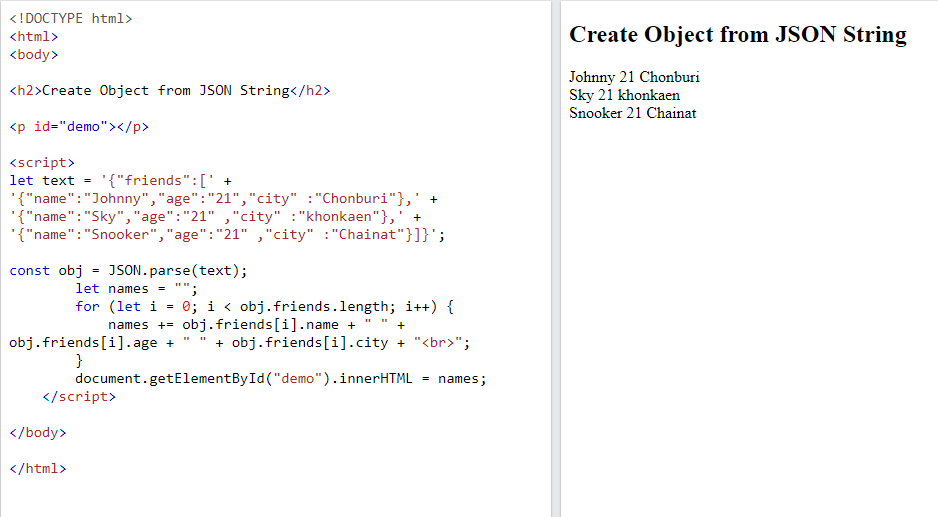 <!DOCTYPE html>
<html>
<body>
<h2>Create Object from JSON String</h2>
<p id="demo"></p>
<script>
let text = '{"friends":[' +
'{"name":"Johnny","age":"21","city" :"Chonburi"},' +
'{"name":"Sky","age":"21" ,"city" :"khonkaen"},' +
'{"name":"Snooker","age":"21" ,"city" :"Chainat"}]}';
const obj = JSON.parse(text);
        let names = "";
        for (let i = 0; i < obj.friends.length; i++) {
            names += obj.friends[i].name + " " +
obj.friends[i].age + " " + obj.friends[i].city + "<br>";
        }
        document.getElementById("demo").innerHTML = names;
    </script>
</body>
</html>
Create Object from JSON String
Johnny 21 Chonburi
Sky 21 khonkaen
Snooker 21 Chainat